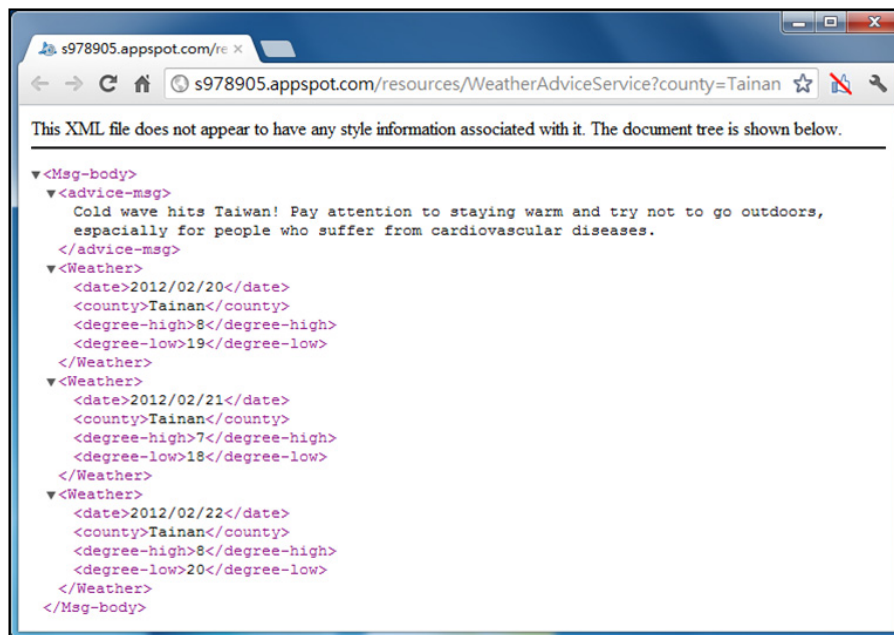 s978905.appspot.com/re
s978905.appspot.com/resources/WeatherAdviceService?county=Tainan
This XML file does not appear to have any style information associated with it. The document tree is shown below.
▼<Msg-body>
▼<advice-msg>
Cold wave hits Taiwan! Pay attention to staying warm and try not to go outdoors,
espacially for people who suffer from cardiovascular diseases.
</advice-msg>
▼<Weather>
<date>2012/02/20</date>
<county>Tainan</county>
<degree-high>8</degree-high>
<degree-low>19</degree-low>
</Weather>
▼<Weather>
<date>2012/02/21</date>
<county>Tainan</county>
<degree-high>7</degree-high>
<degree-low>18</degree-low>
</Weather>
▼<Weather>
<date>2012/02/22</date>
<county>Tainan</county>
<degree-high>8</degree-high>
<degree-low>20</degree-low>
</Weather>
</Msg-body>